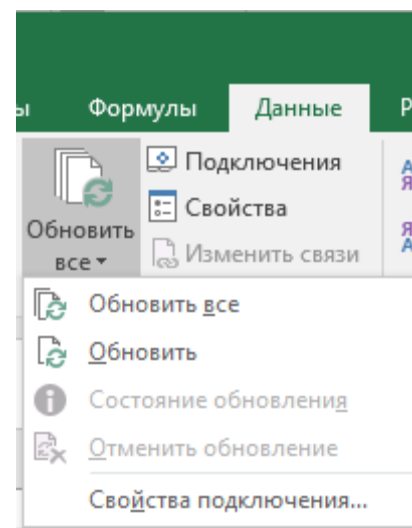 ы Формулы Данные Р
Подключения
Свойства
Изменить связи
Обновить
все
Обновить все
Обновить
Состояние обновления
Отменить обновление
Свойства подключения...